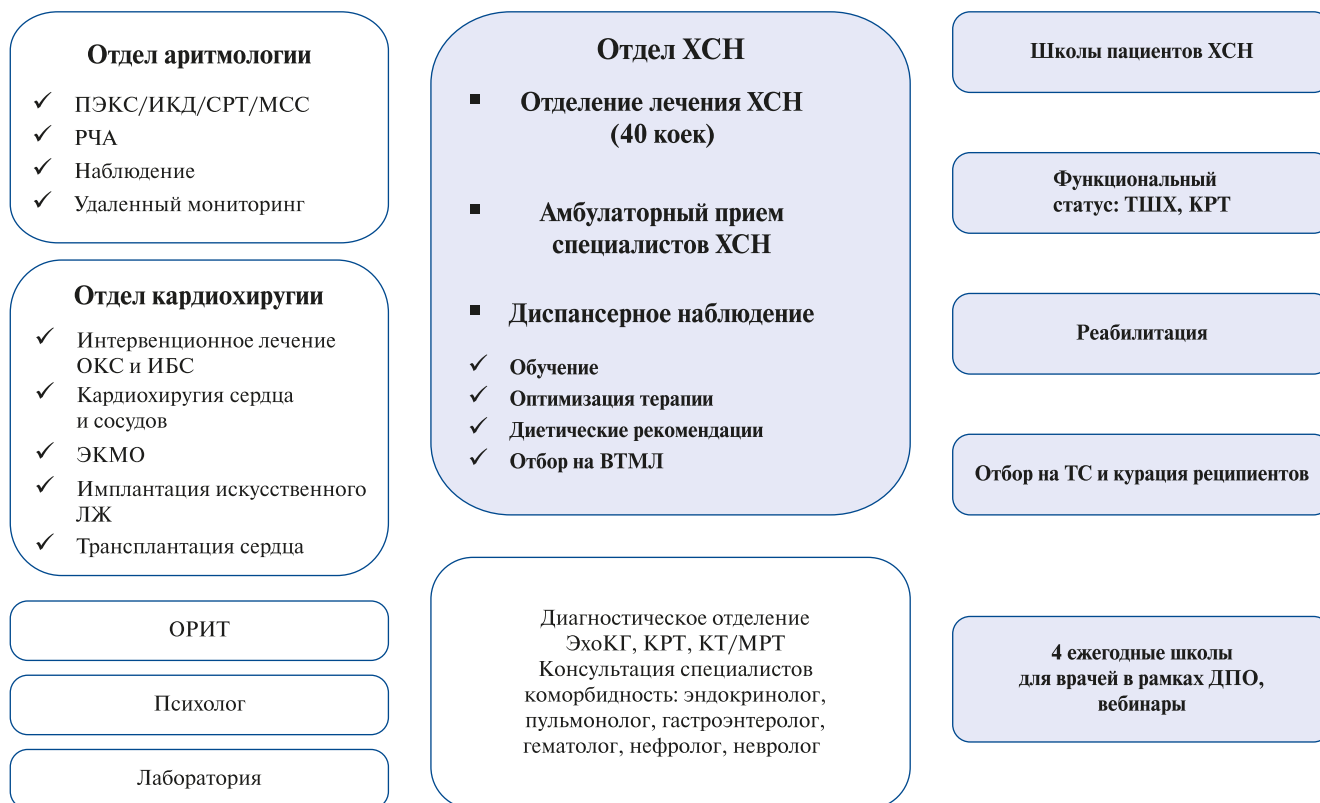 Отдел аритмологии
✓ ПЭКС/ИКД/СРТ/МСС
✓ РЧА
✓ Наблюдение
✓ Удаленный мониторинг
Отдел кардиохиругии
✓ Интервенционное лечение
ОКС и ИБС
✓ Кардиохиругия сердца
и сосудов
✓ ЭКМО
✓ Имплантация искусственного
ЛЖ
✓ Трансплантация сердца
ОРИТ
Психолог
Лаборатория
Отдел ХСН
▪ Отделение лечения ХСН
(40 коек)
▪ Амбулаторный прием
специалистов ХСН
▪ Диспансерное наблюдение
✓ Обучение
✓ Оптимизация терапии
✓ Диетические рекомендации
✓ Отбор на ВТМЛ
Диагностическое отделение
ЭхоКГ, КРТ, КТ/МРТ
Консультация специалистов
коморбидность: эндокринолог,
пульмонолог, гастроэнтеролог,
гематолог, нефролог, невролог
Школы пациентов ХСН
Функциональный
статус: ТШХ, КРТ
Реабилитация
Отбор на ТС и курация реципиентов
4 ежегодные школы
для врачей в рамках ДПО,
вебинары